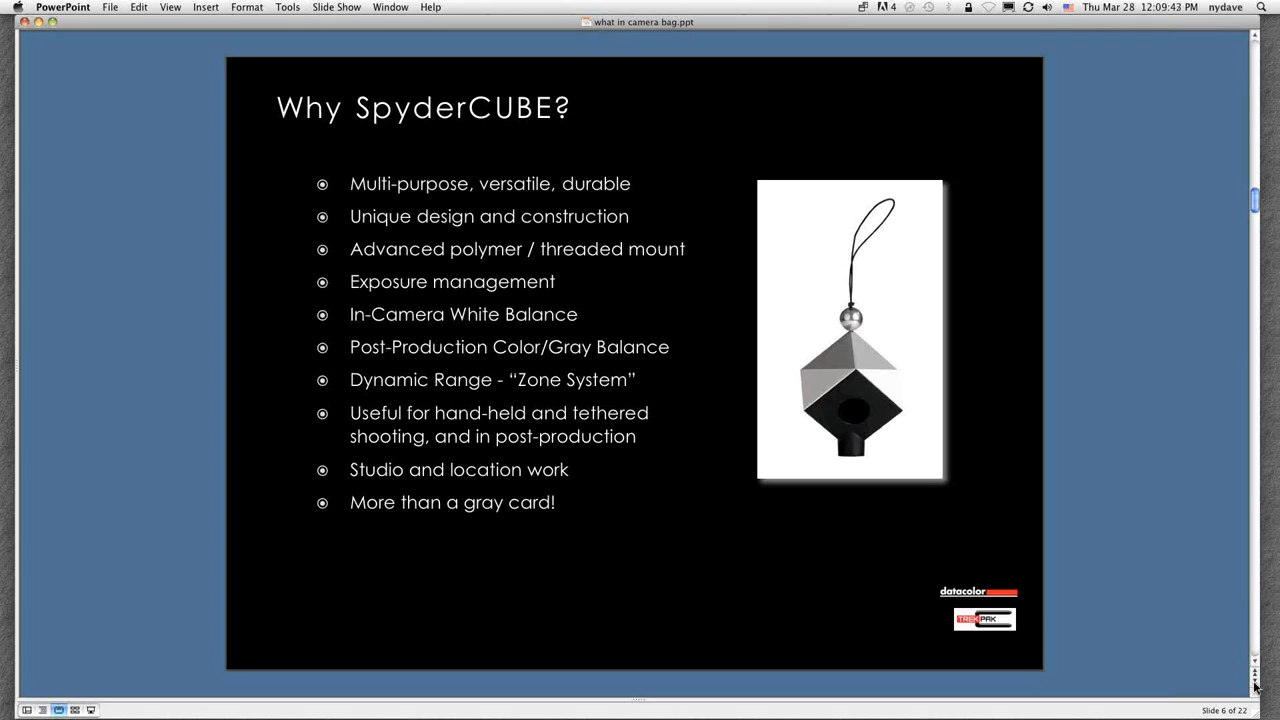 PowerPoint File Edit View Insert Format Tools Slide Show Window Help 4 Thu Mar 28 12:09:43 PM nydave
what in camera bag.ppt
Why SpyderCUBE?
Multi-purpose, versatile, durable
Unique design and construction
Advanced polymer / threaded mount
Exposure management
In-Camera White Balance
Post-Production Color/Gray Balance
Dynamic Range - “Zone System”
Useful for hand-held and tethered
shooting, and in post-production
Studio and location work
More than a gray card!
datacolor
TREKPAK
Slide 6 of 22